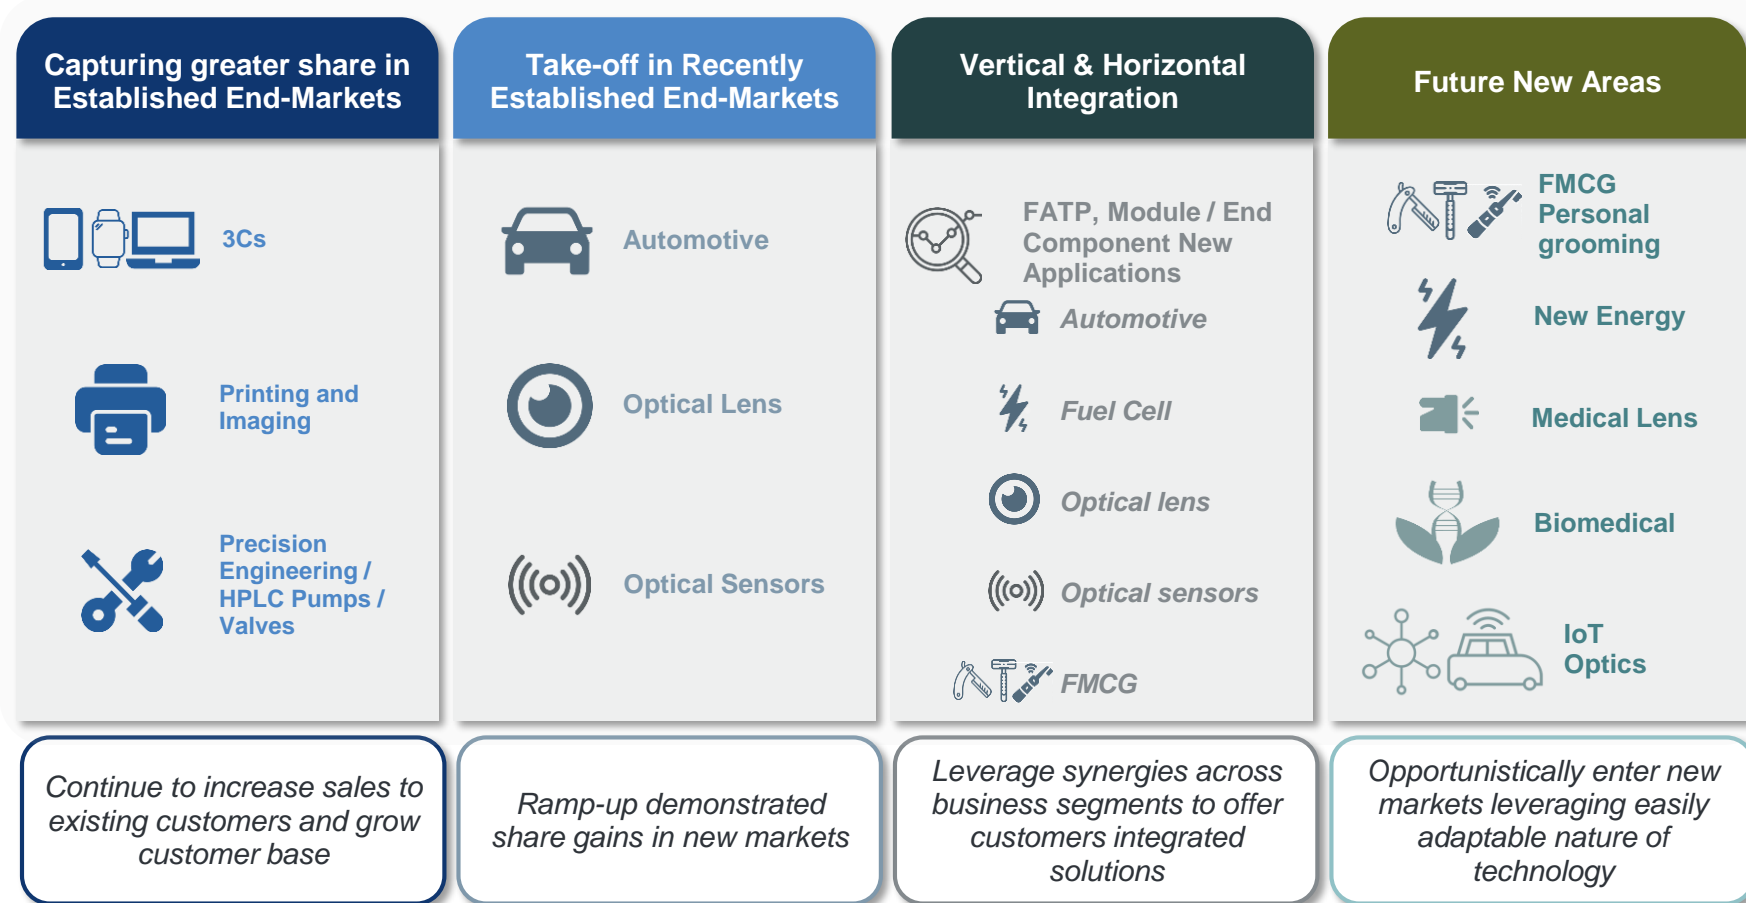 Capturing greater share in
Established End-Markets
3Cs
Printing and
Imaging
Precision
Engineering /
HPLC Pumps /
Valves
Continue to increase sales to
existing customers and grow
customer base
Take-off in Recently
Established End-Markets
Automotive
Optical Lens
Optical Sensors
Ramp-up demonstrated
share gains in new markets
Vertical & Horizontal
Integration
FATP, Module / End
Component New
Applications
Automotive
Fuel Cell
Optical lens
Optical sensors
FMCG
Leverage synergies across
business segments to offer
customers integrated
solutions
Future New Areas
FMCG
Personal
grooming
New Energy
Medical Lens
Biomedical
IoT
Optics
Opportunistically enter new
markets leveraging easily
adaptable nature of
technology